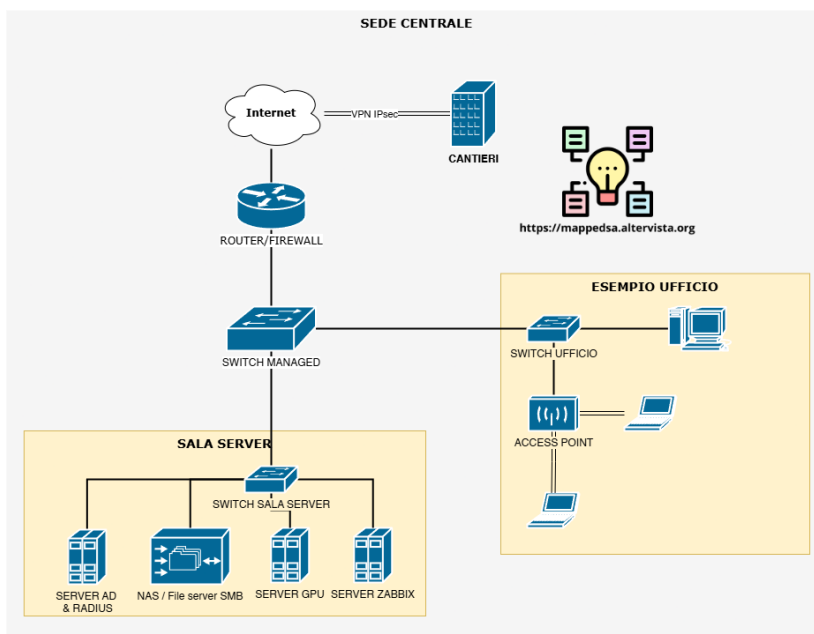 SEDE CENTRALE
Internet
VPN IPsec
CANTIERI
https://mappedsa.altervista.org
ROUTER/FIREWALL
SWITCH MANAGED
ESEMPIO UFFICIO
SWITCH UFFICIO
ACCESS POINT
SALA SERVER
SWITCH SALA SERVER
SERVER AD
& RADIUS
NAS / File server SMB
SERVER GPU
SERVER ZABBIX